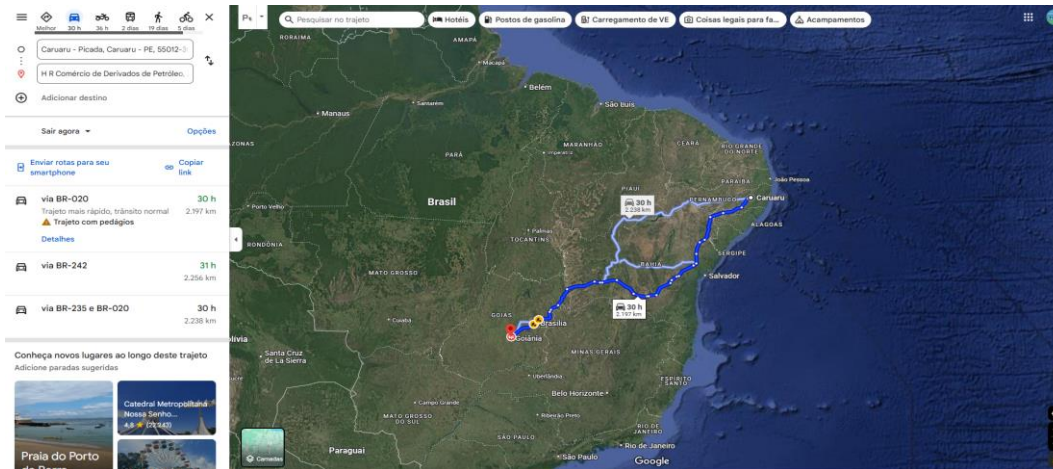 Melhor
30 h
36 h
2 dias
19 dias
5 dias
Caruaru - Picada, Caruaru - PE, 55012-
H R Comércio de Derivados de Petróleo,
Adicionar destino
Sair agora
Opções
Enviar rotas para seu smartphone
Copiar link
via BR-020
30 h
Trajeto mais rápido, trânsito normal
2.197 km
Trajeto com pedágios
Detalhes
via BR-242
31 h
2.256 km
via BR-235 e BR-020
30 h
2.238 km
Conheça novos lugares ao longo deste trajeto
Adicione paradas sugeridas
Praia do Porto
da Barra
Catedral Metropolitana
Nossa Senho...
4,8
Pesquisar no trajeto
Hotéis
Postos de gasolina
Carregamento de VE
Coisas legais para fa...
Acampamentos
RORAIMA
AMAPÁ
Macapá
Belém
Santarém
São Luís
Manaus
AZONAS
PARÁ
MARANHÃO
Imperatriz
CEARÁ
RIO GRANDE
DO NORTE
PARAÍBA
João Pessoa
PIAUÍ
30 h
2.238 km
PERNAMBUCO
Caruaru
ALAGOAS
SERGIPE
Porto Velho
Brasil
Palmas
TOCANTINS
RONDÔNIA
MATO GROSSO
BAHIA
Salvador
30 h
2.197 km
Cuiabá
GOIÁS
Brasília
Goiânia
MINAS GERAIS
lívia
Santa Cruz
de La Sierra
Uberlândia
Belo Horizonte
ESPÍRITO
SANTO
Campo Grande
MATO GROSSO
DO SUL
Ribeirão Preto
SÃO PAULO
RIO DE
JANEIRO
Rio de Janeiro
São Paulo
Paraguai
Camadas
Google